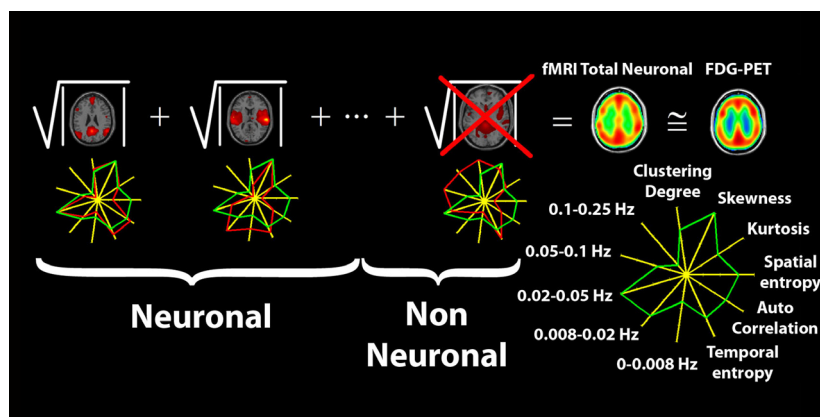 fMRI Total Neuronal FDG-PET
+ + ... + = ≅
Clustering
Degree
Skewness
Kurtosis
Spatial
entropy
Auto
Correlation
Temporal
entropy
0-0.008 Hz
0.008-0.02 Hz
0.02-0.05 Hz
0.05-0.1 Hz
0.1-0.25 Hz
Neuronal
Non
Neuronal